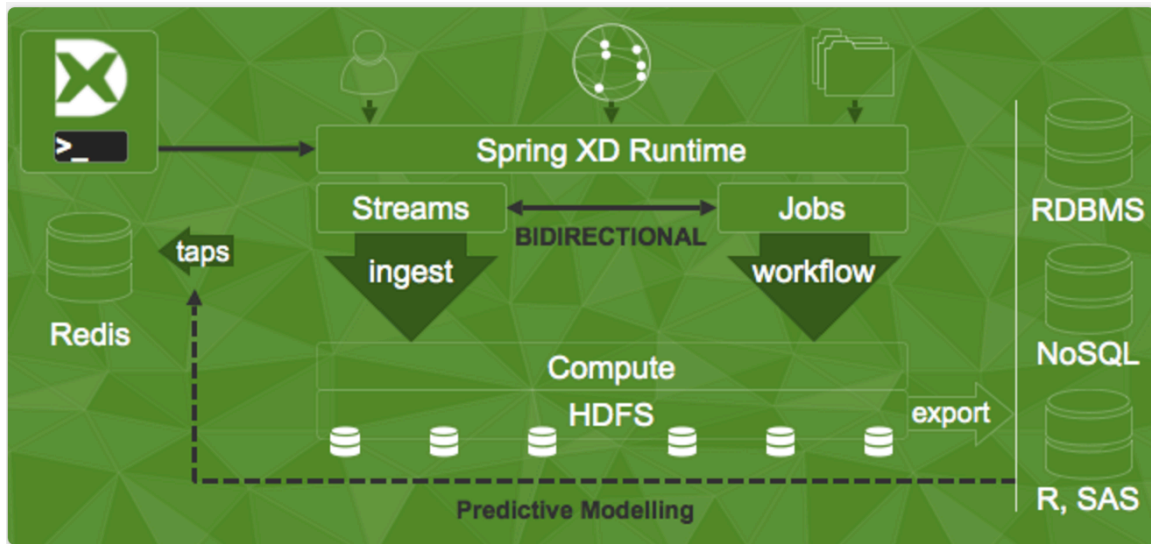 >_
Spring XD Runtime
Streams
Jobs
BIDIRECTIONAL
RDBMS
taps
ingest
workflow
Redis
NoSQL
Compute
HDFS
export
R, SAS
Predictive Modelling